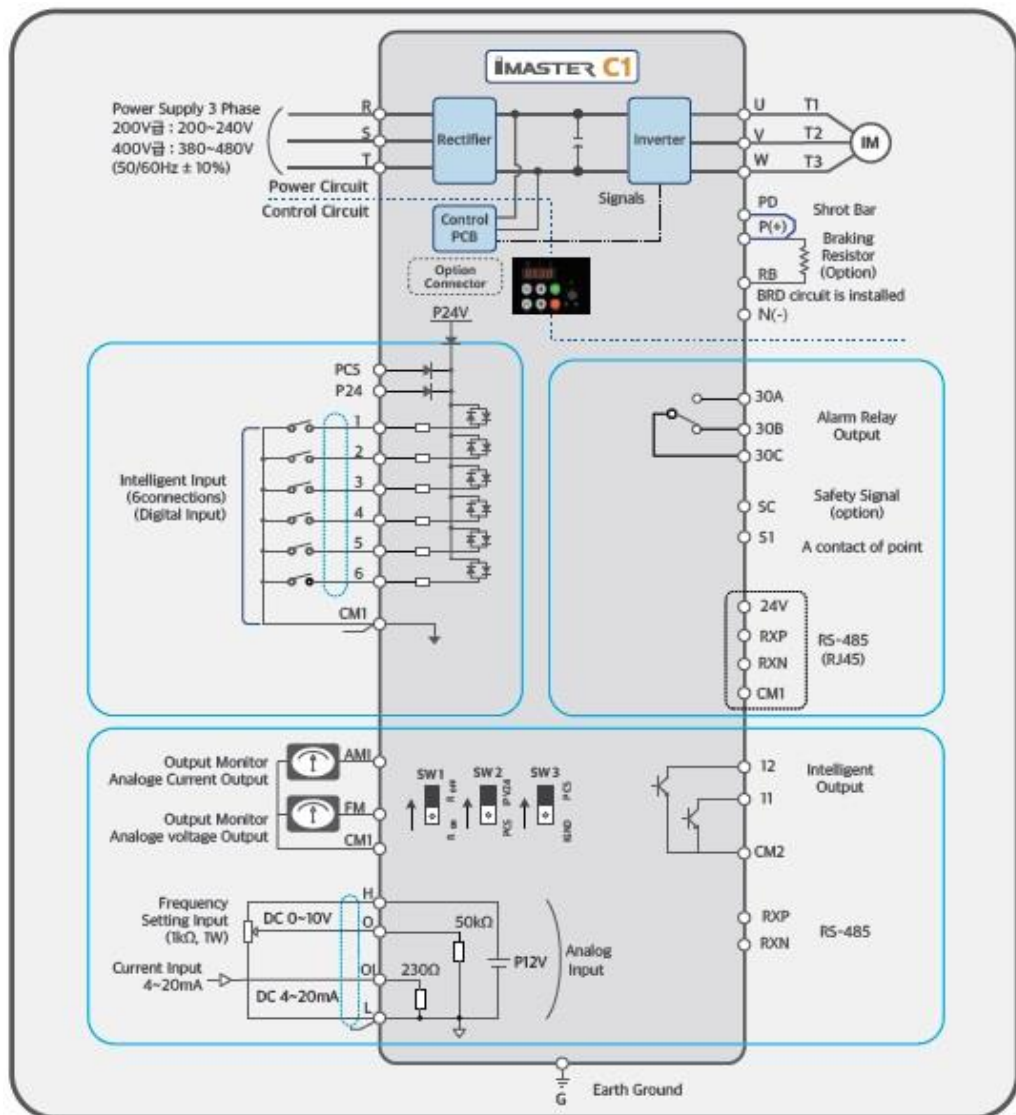 iMASTER C1
Power Supply 3 Phase
200V급 : 200~240V
400V급 : 380~480V
(50/60Hz ± 10%)
R
S
T
Rectifier
Inverter
U
T1
V
T2
W
T3
IM
Power Circuit
Control Circuit
Signals
Control
PCB
Option
Connector
P24V
PD
Shrot Bar
P(+)
Braking
Resistor
(Option)
RB
BRD circuit is installed
N(-)
PCS
P24
1
2
3
4
5
6
CM1
Intelligent Input
(6connections)
(Digital Input)
30A
30B
30C
Alarm Relay
Output
SC
Safety Signal
(option)
S1
A contact of point
24V
RXP
RXN
CM1
RS-485
(RJ45)
Output Monitor
Analoge Current Output
AMI
Output Monitor
Analoge voltage Output
FM
CM1
SW1
SW2
SW3
PV24
PCS
PCS
12
11
CM2
Intelligent
Output
Frequency
Setting Input
(1kΩ, 1W)
DC 0~10V
H
O
Current Input
4~20mA
OI
DC 4~20mA
L
230Ω
50kΩ
P12V
Analog
Input
RXP
RXN
RS-485
G
Earth Ground